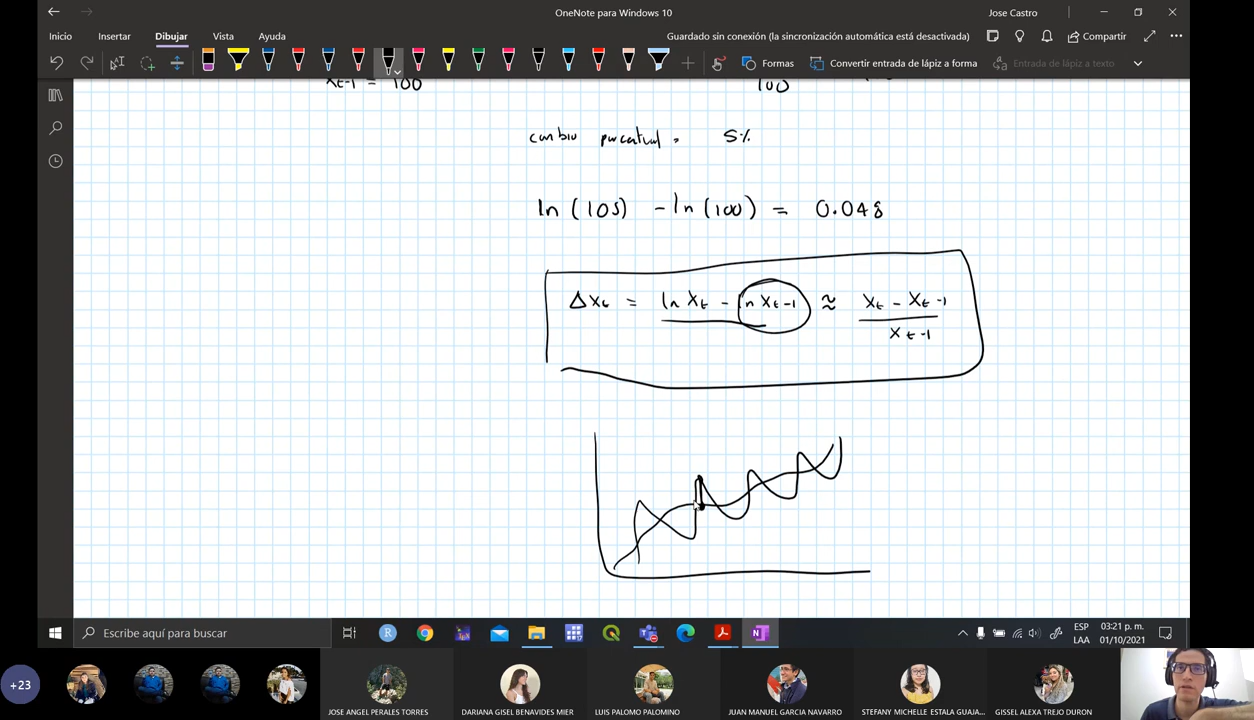 OneNote para Windows 10
Jose Castro
Inicio Insertar Dibujar Vista Ayuda
Guardado sin conexión (la sincronización automática está desactivada)
Compartir
Formas
Convertir entrada de lápiz a forma
Entrada de lápiz a texto
xt-1 = 100
100
cambio porcentual = 5%
ln (105) - ln (100) = 0.048
Δxt = ln Xt - ln Xt-1 ≈ Xt - Xt-1
Xt-1
Escribe aquí para buscar
ESP
LAA
03:21 p. m.
01/10/2021
+23
JOSE ANGEL PERALES TORRES
DARIANA GISEL BENAVIDES MIER
LUIS PALOMO PALOMINO
JUAN MANUEL GARCIA NAVARRO
STEFANY MICHELLE ESTALA GUAJA...
GISSEL ALEXA TREJO DURON